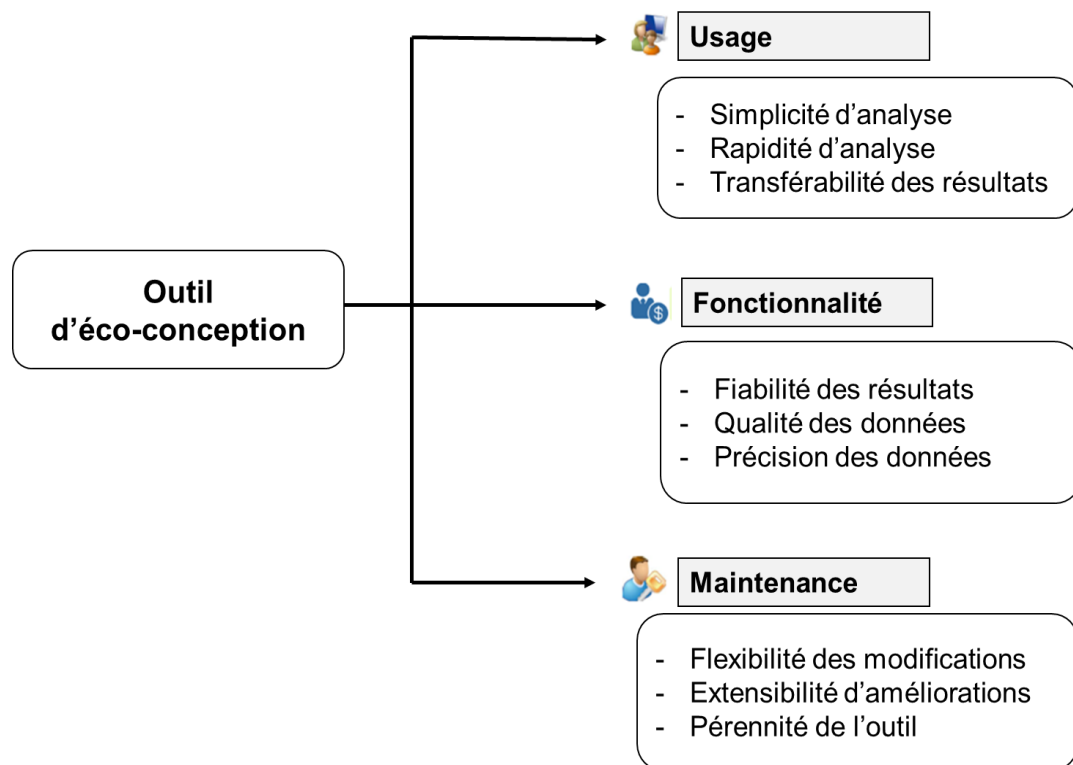 Outil
d’éco-conception
Usage
- Simplicité d’analyse
- Rapidité d’analyse
- Transférabilité des résultats
Fonctionnalité
- Fiabilité des résultats
- Qualité des données
- Précision des données
Maintenance
- Flexibilité des modifications
- Extensibilité d’améliorations
- Pérennité de l’outil